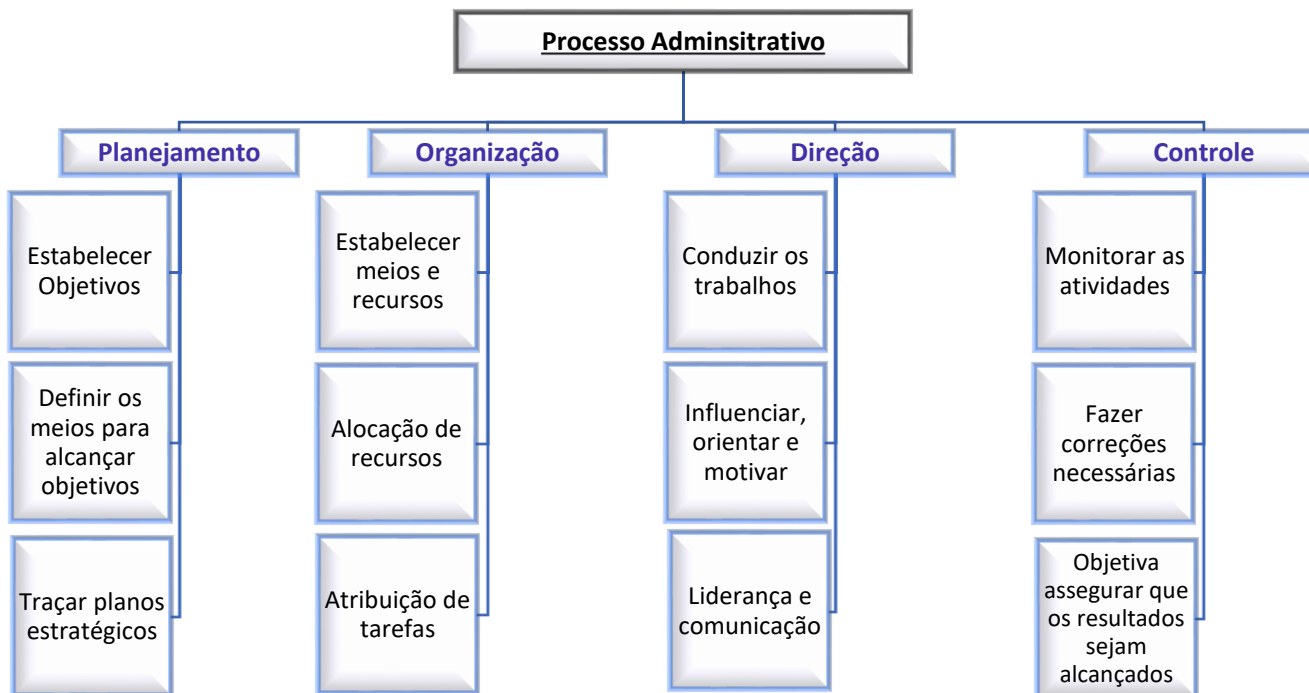 Processo Adminsitrativo
Planejamento
Estabelecer
Objetivos
Definir os
meios para
alcançar
objetivos
Traçar planos
estratégicos
Organização
Estabelecer
meios e
recursos
Alocação de
recursos
Atribuição de
tarefas
Direção
Conduzir os
trabalhos
Influenciar,
orientar e
motivar
Liderança e
comunicação
Controle
Monitorar as
atividades
Fazer
correções
necessárias
Objetiva
assegurar que
os resultados
sejam
alcançados